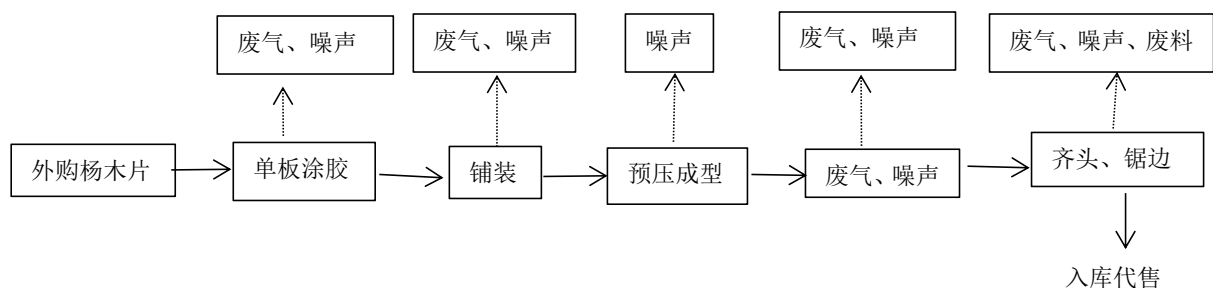 废气、噪声
废气、噪声
噪声
废气、噪声
废气、噪声、废料
外购杨木片
单板涂胶
铺装
预压成型
废气、噪声
齐头、锯边
入库代售